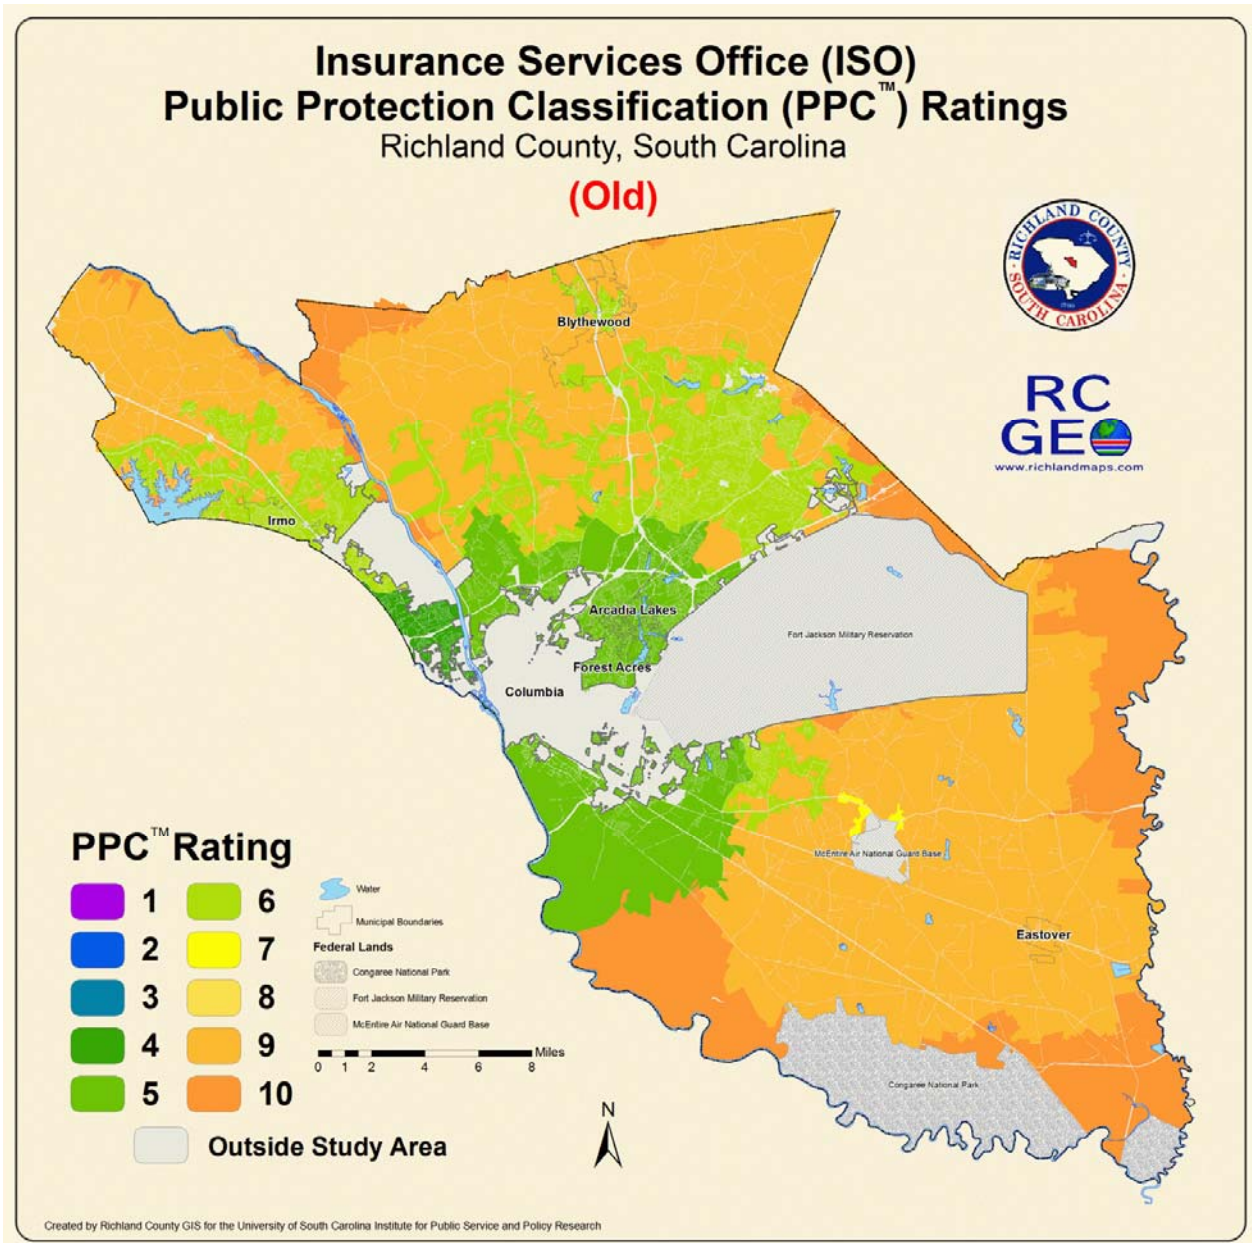 Insurance Services Office (ISO)
Public Protection Classification (PPC™) Ratings
Richland County, South Carolina
(Old)
RICHLAND COUNTY
SOUTH CAROLINA
RC
GEO
www.richlandmaps.com
Blythewood
Irmo
Arcadia Lakes
Fort Jackson Military Reservation
Forest Acres
Columbia
McEntire Air National Guard Base
Eastover
Congaree National Park
PPC™ Rating
1 6
2 7
3 8
4 9
5 10
Outside Study Area
Water
Municipal Boundaries
Federal Lands
Congaree National Park
Fort Jackson Military Reservation
McEntire Air National Guard Base
Miles
0 1 2 4 6 8
N
Created by Richland County GIS for the University of South Carolina Institute for Public Service and Policy Research